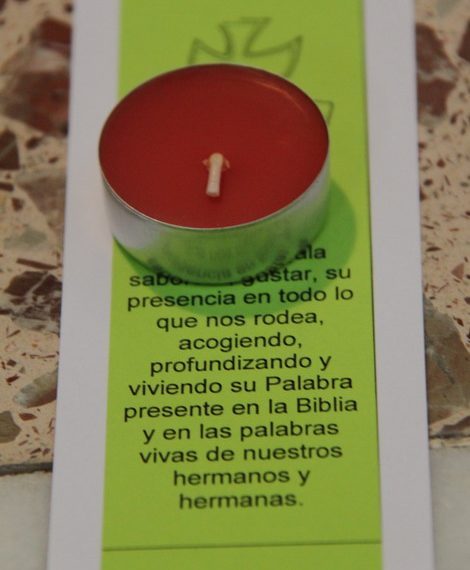 gustar, su
presencia en todo lo
que nos rodea,
acogiendo,
profundizando y
viviendo su Palabra
presente en la Biblia
y en las palabras
vivas de nuestros
hermanos y
hermanas.